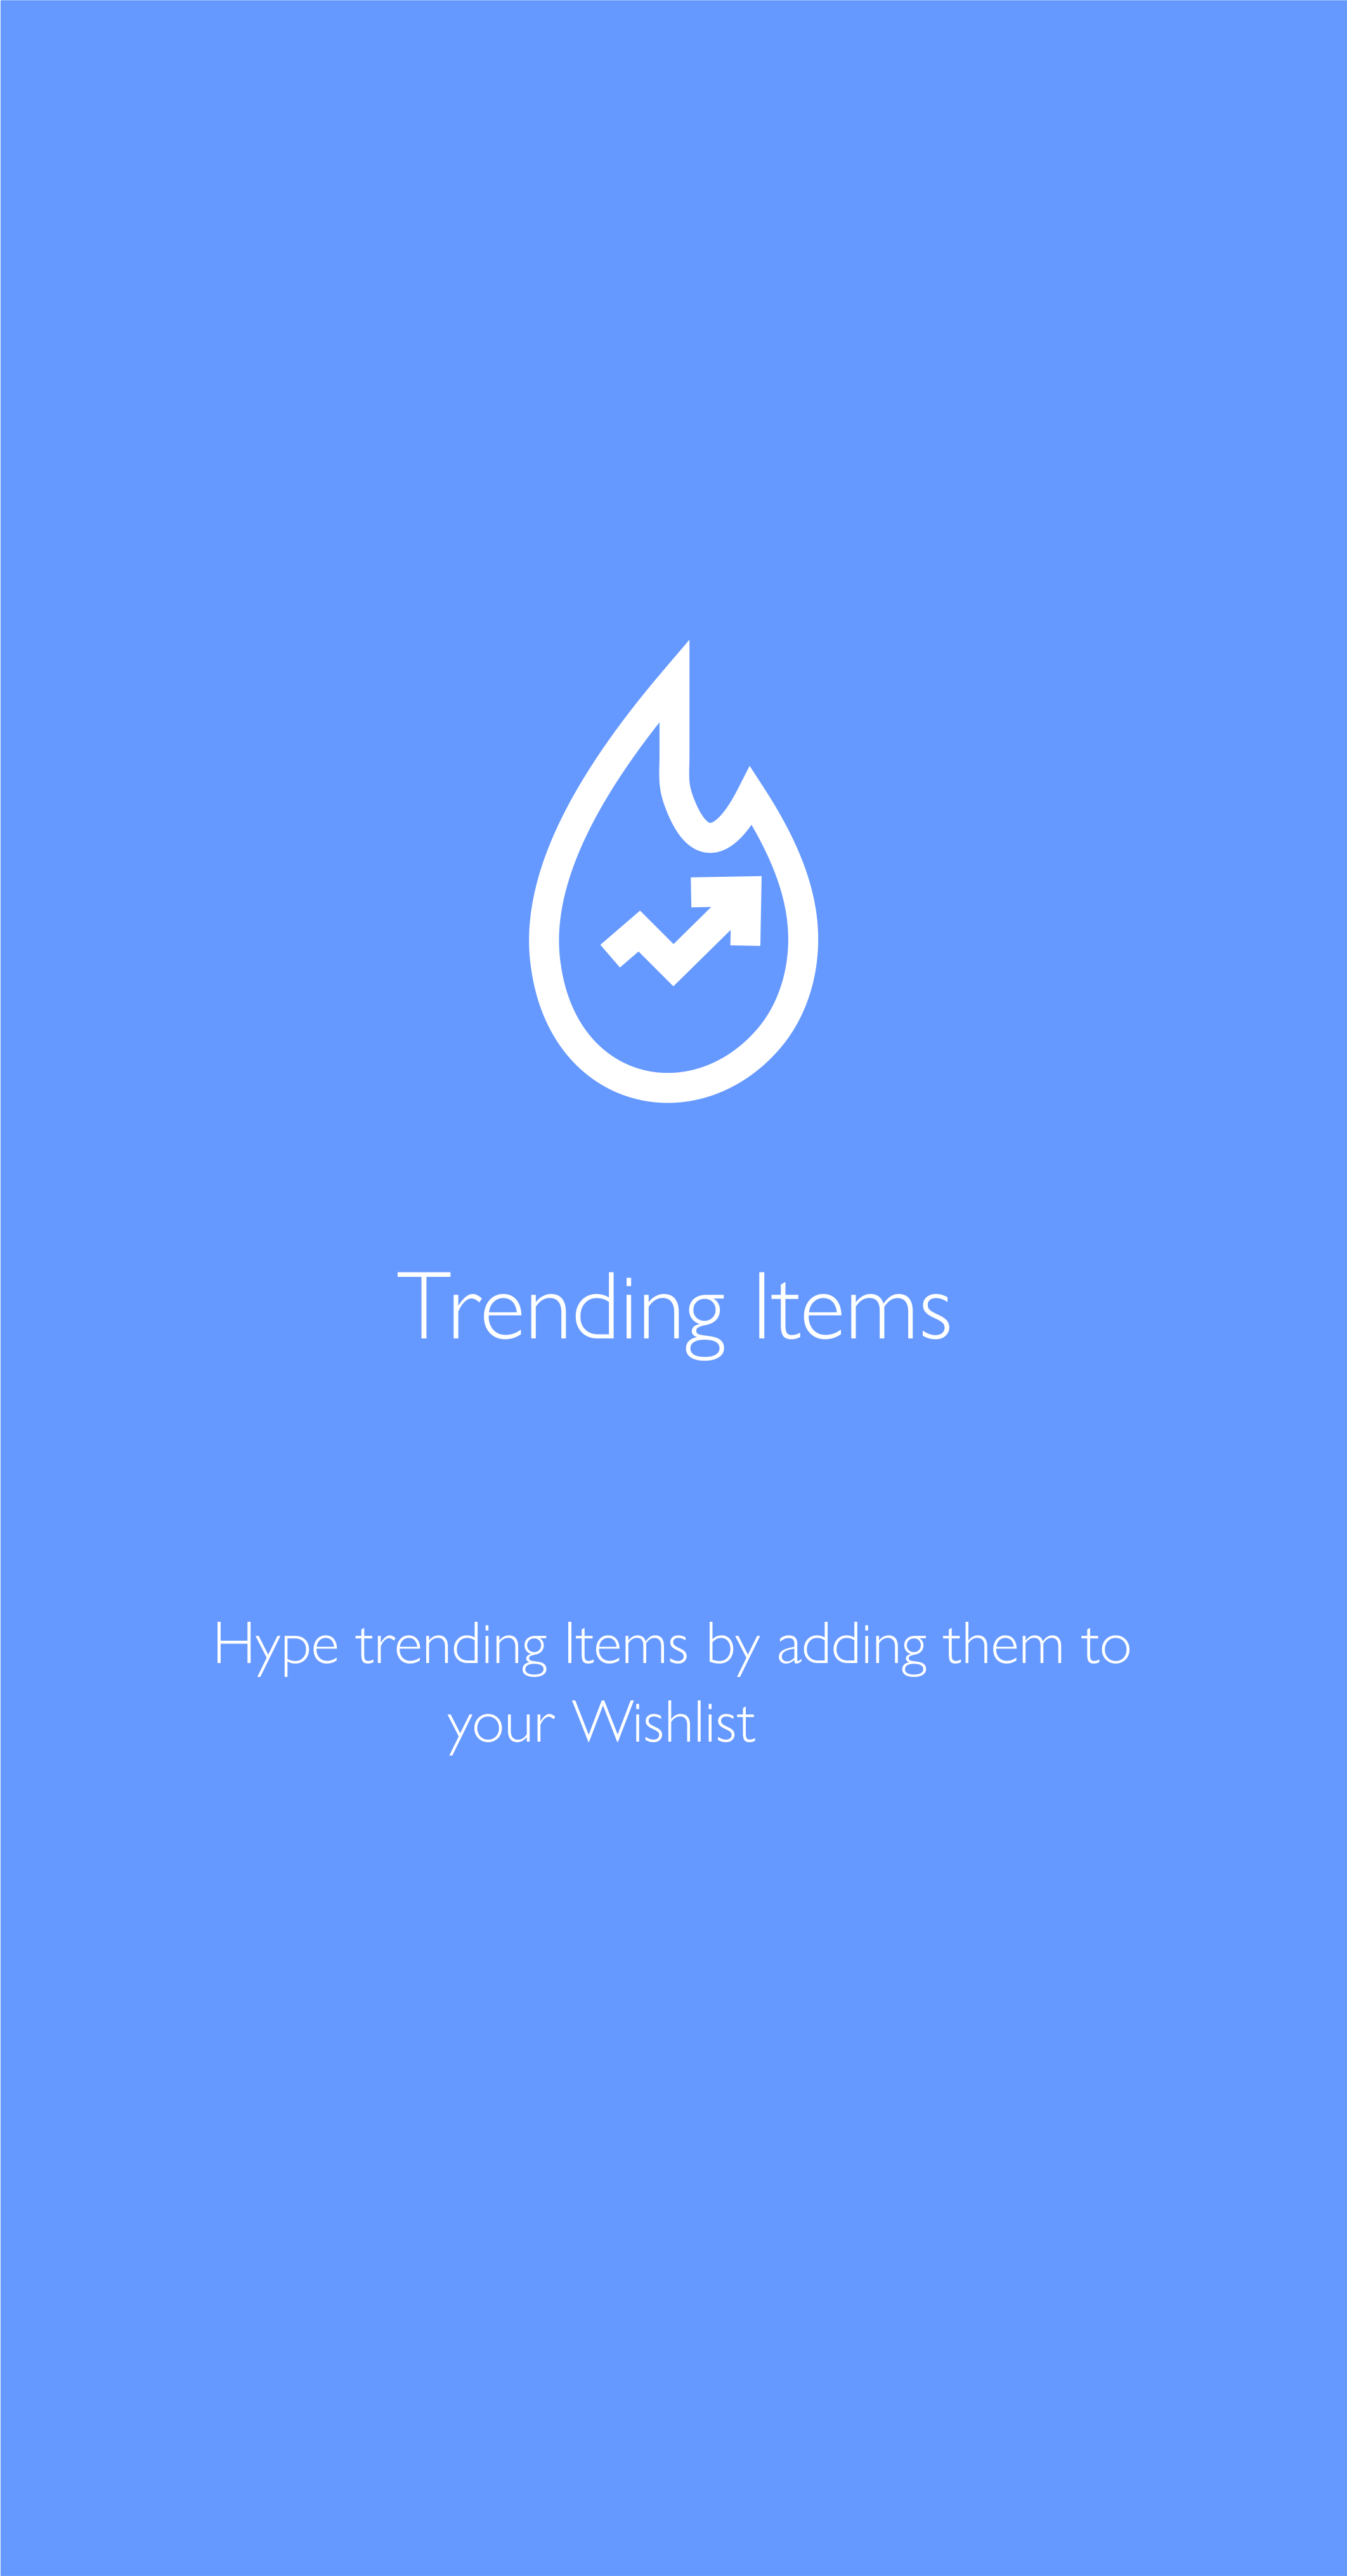 Trending Items
Hype trending Items by adding them to
your Wishlist